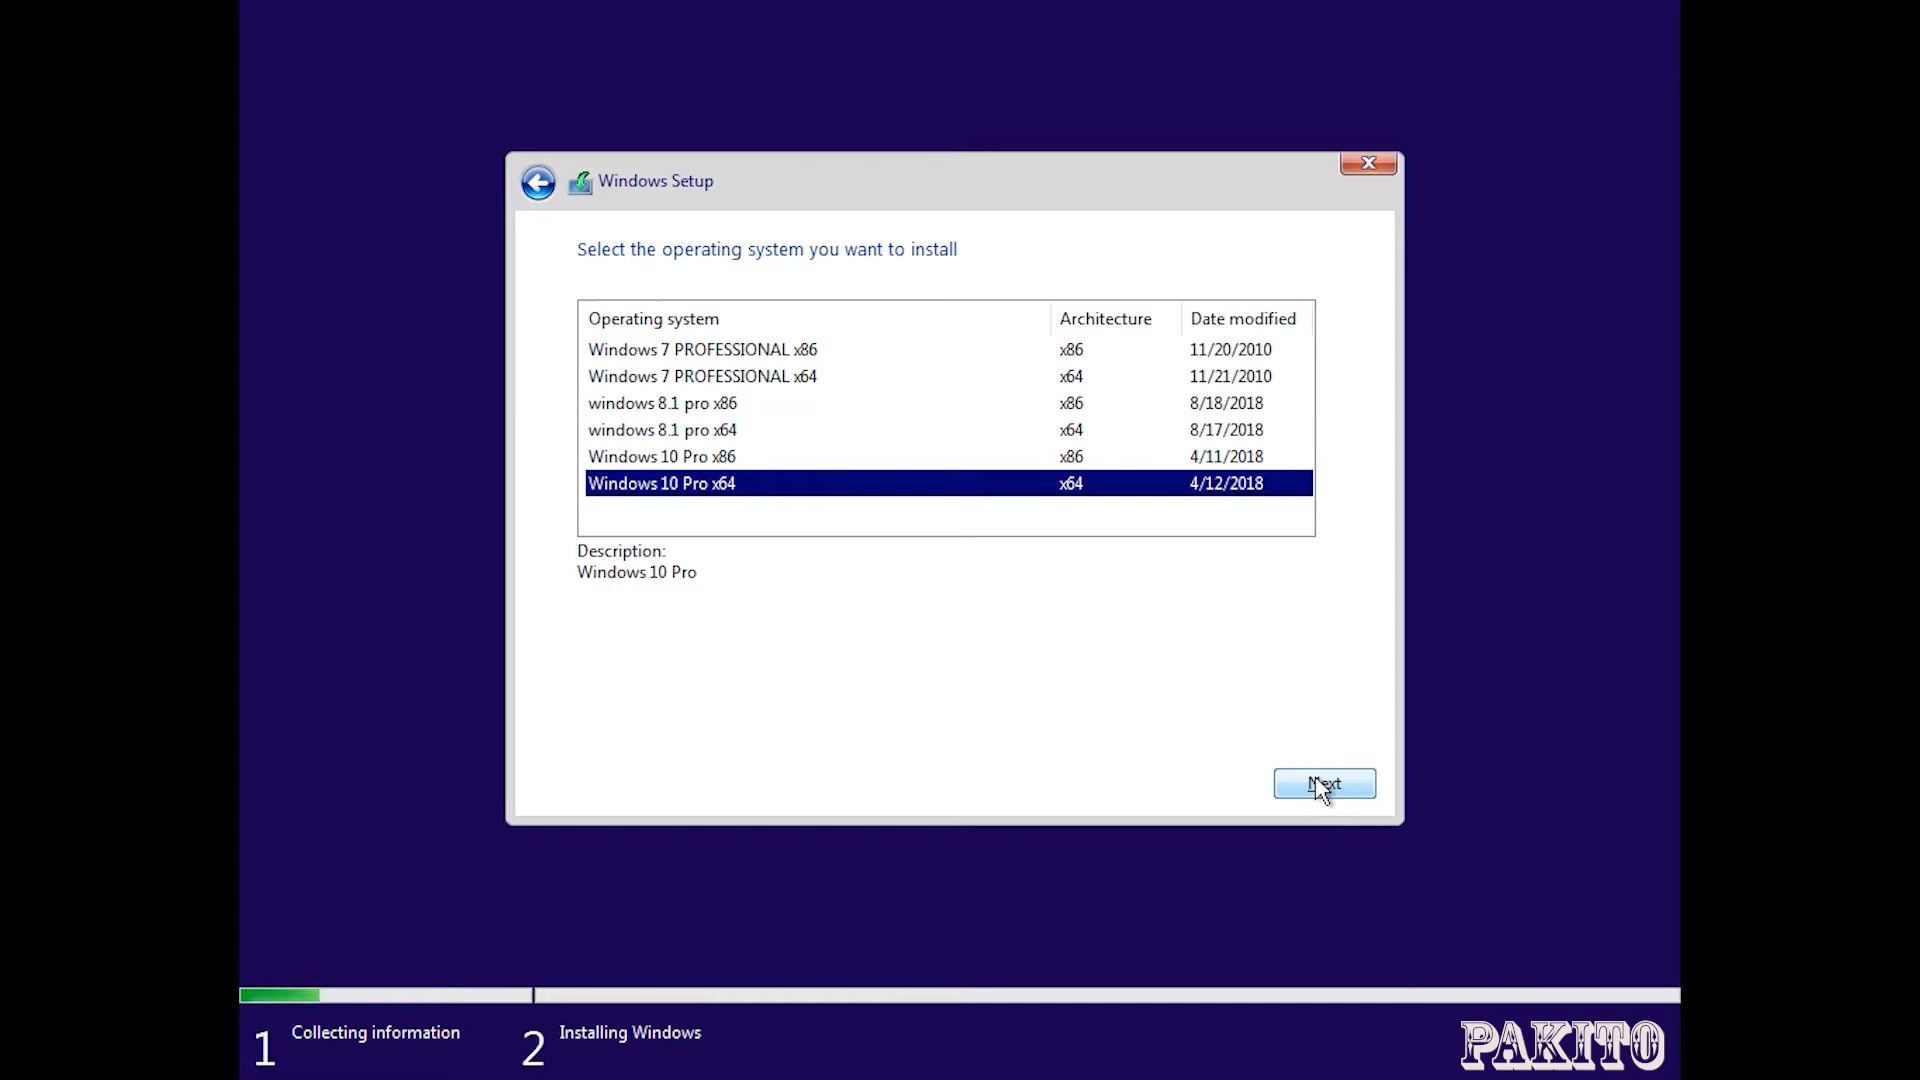 Windows Setup
Select the operating system you want to install
Operating system Architecture Date modified
Windows 7 PROFESSIONAL x86 x86 11/20/2010
Windows 7 PROFESSIONAL x64 x64 11/21/2010
windows 8.1 pro x86 x86 8/18/2018
windows 8.1 pro x64 x64 8/17/2018
Windows 10 Pro x86 x86 4/11/2018
Windows 10 Pro x64 x64 4/12/2018
Description:
Windows 10 Pro
Next
1 Collecting information 2 Installing Windows
PAKITO